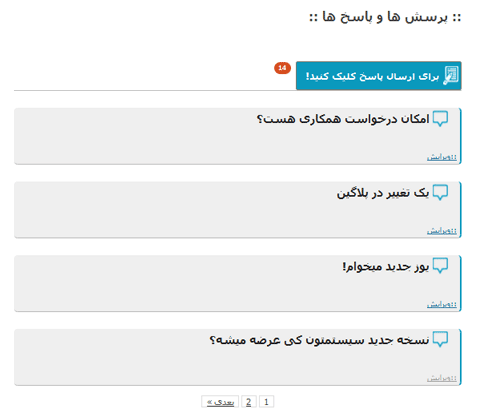 :: پرسش ها و پاسخ ها ::
برای ارسال پاسخ کلیک کنید!
14
امکان درخواست همکاری هست؟
::ویرایش
یک تغییر در پلاگین
::ویرایش
یوزر جدید میخوام!
::ویرایش
نسخه جدید سیستمتون کی عرضه میشه؟
::ویرایش
1 2 بعدی »